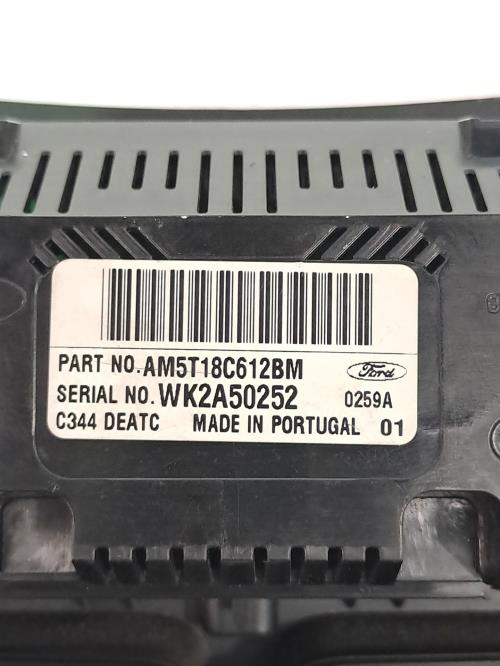 PART NO.AM5T18C612BM
Ford
SERIAL NO.WK2A50252 0259A
C344 DEATC MADE IN PORTUGAL 01